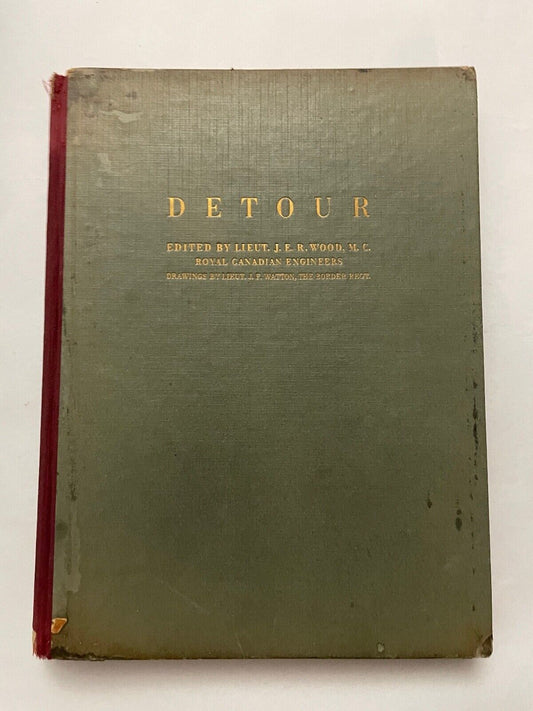 DETOUR
EDITED BY LIEUT. J. E. R. WOOD, M. C.
ROYAL CANADIAN ENGINEERS
DRAWINGS BY LIEUT. J. F. WATTON, THE BORDER REGT.